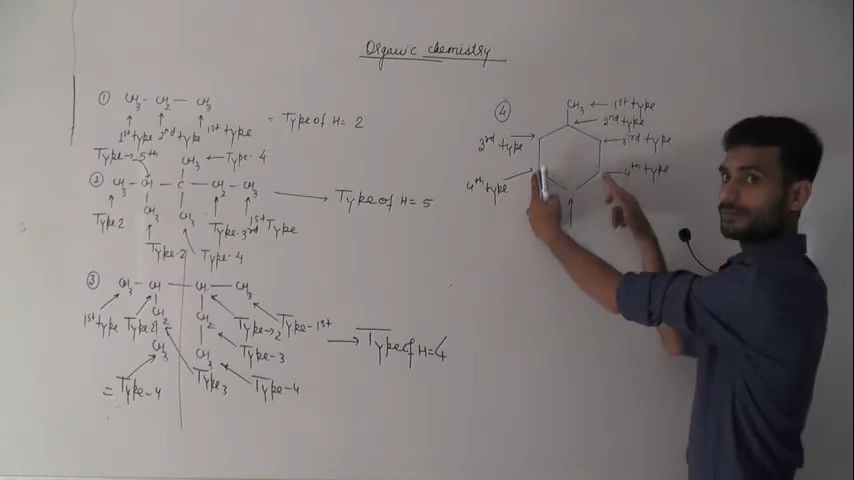 Organic chemistry
① CH3 - CH2 — CH3
1st type 2nd type 1st type = Type of H = 2
Type → 5th
CH3 ← Type - 4
② CH3 - CH - C - CH2 - CH3 → Type of H = 5
CH3 CH3
Type 2 Type-3rd 1st Type
Type-2 Type-4
③ CH3 - CH — CH — CH3
CH2 CH2
CH3 CH3
1st type Type-2 Type → 2 Type - 1st
Type - 3 → Type of H = 4
= Type - 4 Type 3 Type - 4
④ CH3 ← 1st type
2nd type
3rd type 3rd type
4th type 4th type